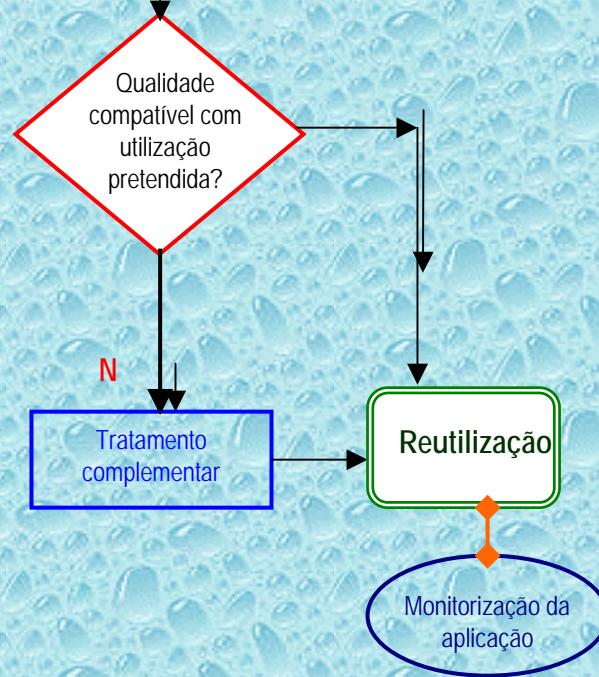 Qualidade
compatível com
utilização
pretendida?
N
Tratamento
complementar
Reutilização
Monitorização da
aplicação